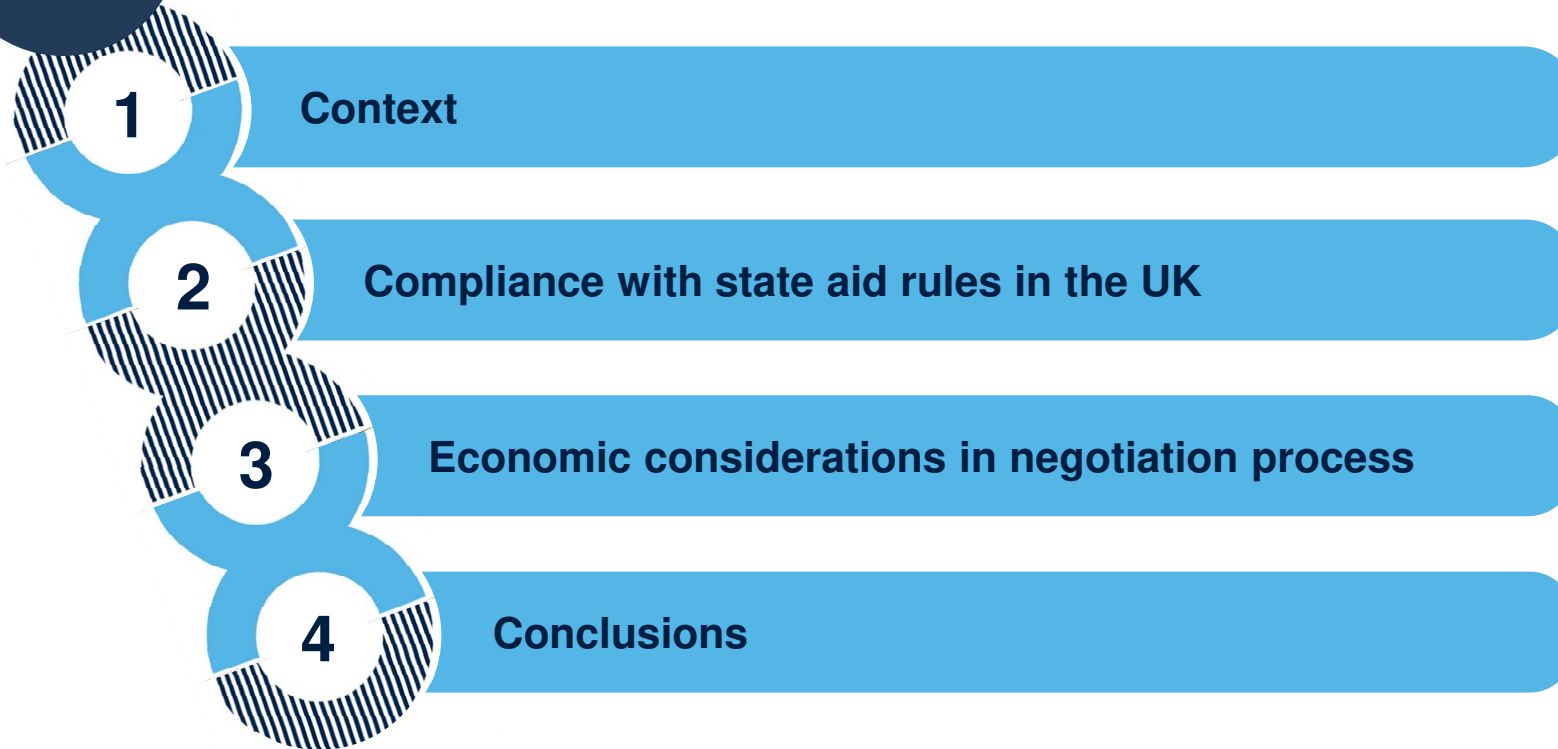 1
Context
2
Compliance with state aid rules in the UK
3
Economic considerations in negotiation process
4
Conclusions